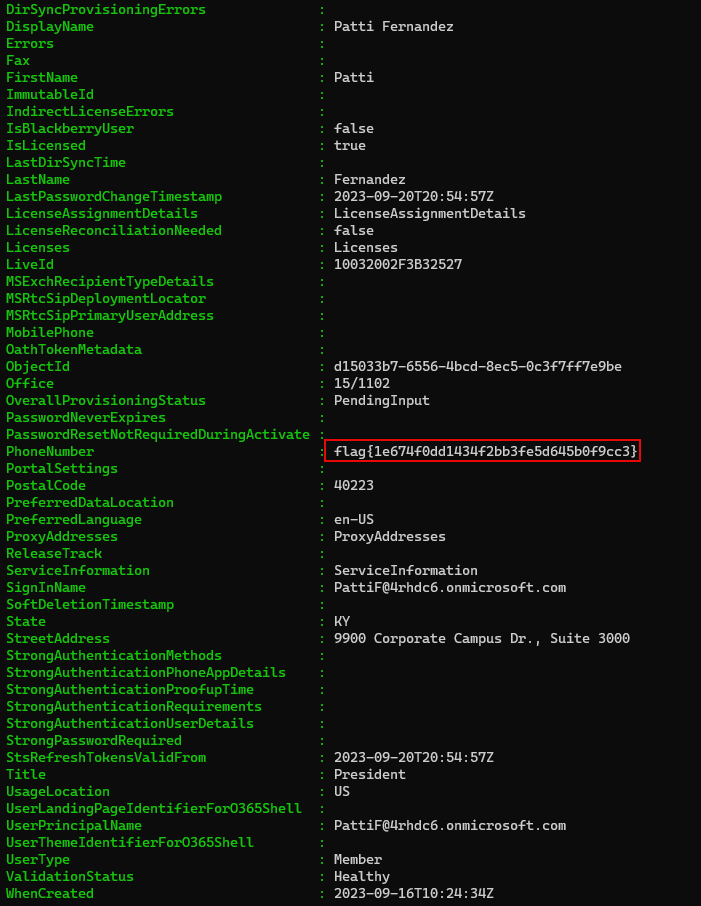 DirSyncProvisioningErrors :
DisplayName : Patti Fernandez
Errors :
Fax :
FirstName : Patti
ImmutableId :
IndirectLicenseErrors :
IsBlackberryUser : false
IsLicensed : true
LastDirSyncTime :
LastName : Fernandez
LastPasswordChangeTimestamp : 2023-09-20T20:54:57Z
LicenseAssignmentDetails : LicenseAssignmentDetails
LicenseReconciliationNeeded : false
Licenses : Licenses
LiveId : 10032002F3B32527
MSExchRecipientTypeDetails :
MSRtcSipDeploymentLocator :
MSRtcSipPrimaryUserAddress :
MobilePhone :
OathTokenMetadata :
ObjectId : d15033b7-6556-4bcd-8ec5-0c3f7ff7e9be
Office : 15/1102
OverallProvisioningStatus : PendingInput
PasswordNeverExpires :
PasswordResetNotRequiredDuringActivate :
PhoneNumber : flag{1e674f0dd1434f2bb3fe5d645b0f9cc3}
PortalSettings :
PostalCode : 40223
PreferredDataLocation :
PreferredLanguage : en-US
ProxyAddresses : ProxyAddresses
ReleaseTrack :
ServiceInformation : ServiceInformation
SignInName : PattiF@4rhdc6.onmicrosoft.com
SoftDeletionTimestamp :
State : KY
StreetAddress : 9900 Corporate Campus Dr., Suite 3000
StrongAuthenticationMethods :
StrongAuthenticationPhoneAppDetails :
StrongAuthenticationProofupTime :
StrongAuthenticationRequirements :
StrongAuthenticationUserDetails :
StrongPasswordRequired :
StsRefreshTokensValidFrom : 2023-09-20T20:54:57Z
Title : President
UsageLocation : US
UserLandingPageIdentifierForO365Shell :
UserPrincipalName : PattiF@4rhdc6.onmicrosoft.com
UserThemeIdentifierForO365Shell :
UserType : Member
ValidationStatus : Healthy
WhenCreated : 2023-09-16T10:24:34Z